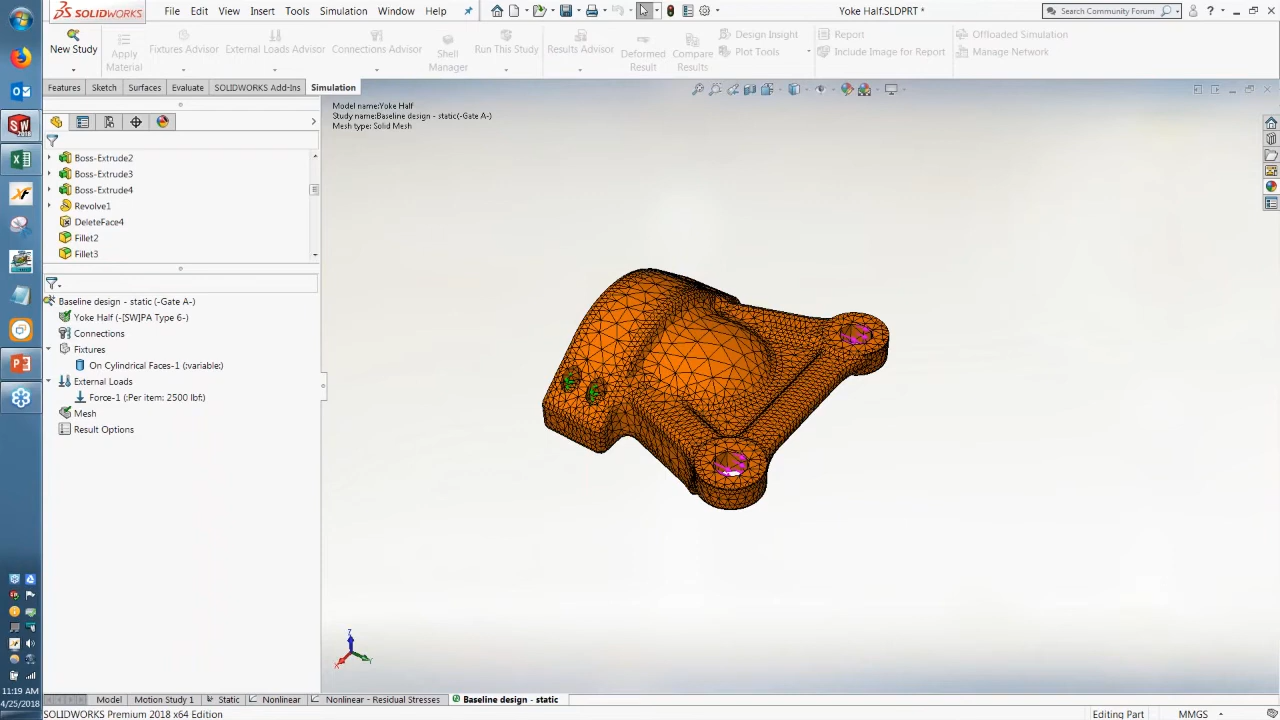 SOLIDWORKS File Edit View Insert Tools Simulation Window Help Yoke Half.SLDPRT * Search Community Forum
New Study Apply Material Fixtures Advisor External Loads Advisor Connections Advisor Shell Manager Run This Study Results Advisor Deformed Result Compare Results Design Insight Plot Tools Report Include Image for Report Offloaded Simulation Manage Network
Features Sketch Surfaces Evaluate SOLIDWORKS Add-Ins Simulation
Model name:Yoke Half
Study name:Baseline design - static(-Gate A-)
Mesh type: Solid Mesh
Boss-Extrude2
Boss-Extrude3
Boss-Extrude4
Revolve1
DeleteFace4
Fillet2
Fillet3
Baseline design - static (-Gate A-)
Yoke Half (-[SW]PA Type 6-)
Connections
Fixtures
On Cylindrical Faces-1 (:variable:)
External Loads
Force-1 (:Per item: 2500 lbf:)
Mesh
Result Options
Z
X
Y
11:19 AM
4/25/2018
Model Motion Study 1 Static Nonlinear Nonlinear - Residual Stresses Baseline design - static
SOLIDWORKS Premium 2018 x64 Edition Editing Part MMGS